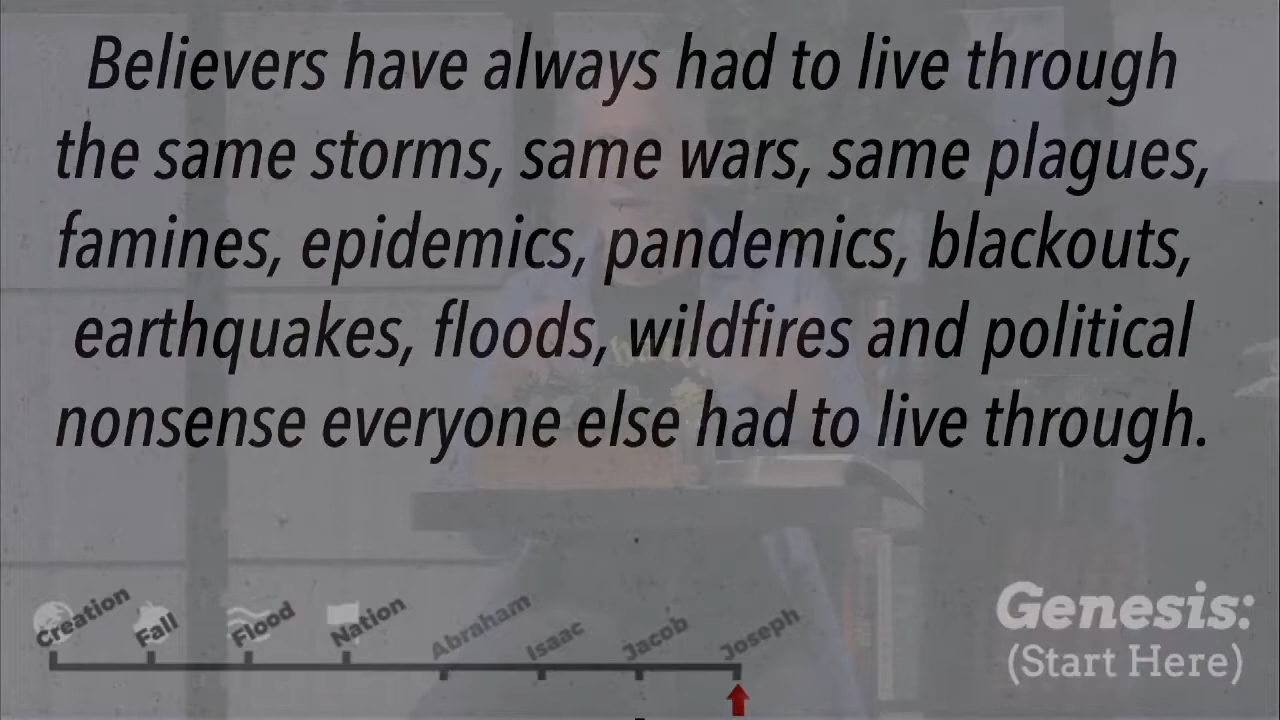 Believers have always had to live through
the same storms, same wars, same plagues,
famines, epidemics, pandemics, blackouts,
earthquakes, floods, wildfires and political
nonsense everyone else had to live through.
Creation
Fall
Flood
Nation
Abraham
Isaac
Jacob
Joseph
Genesis:
(Start Here)